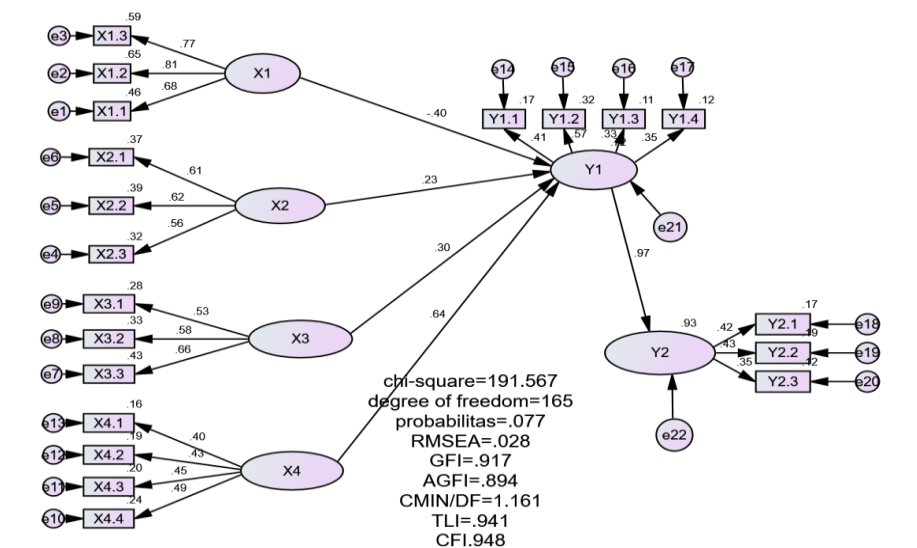 .59
e3 X1.3
.77
.65
e2 X1.2 .81 X1
.68
.46
e1 X1.1
-.40
.37
e6 X2.1
.61
.39
e5 X2.2 .62 X2
.56
.32
e4 X2.3
.23
.28
e9 X3.1
.53
.33
e8 X3.2 .58 X3
.66
.43
e7 X3.3
.30
.16
e13 X4.1
.40
.19
e12 X4.2 .43
X4
.20
e11 X4.3 .45
.49
.24
e10 X4.4
.64
e14 e15 e16 e17
.17 .32 .11 .12
Y1.1 Y1.2 Y1.3 Y1.4
.41 .57 .33 .35
Y1
e21
.97
.93
Y2
e22
.17
.42 Y2.1 e18
.19
.43 Y2.2 e19
.12
.35 Y2.3 e20
chi-square=191.567
degree of freedom=165
probabilitas=.077
RMSEA=.028
GFI=.917
AGFI=.894
CMIN/DF=1.161
TLI=.941
CFI.948